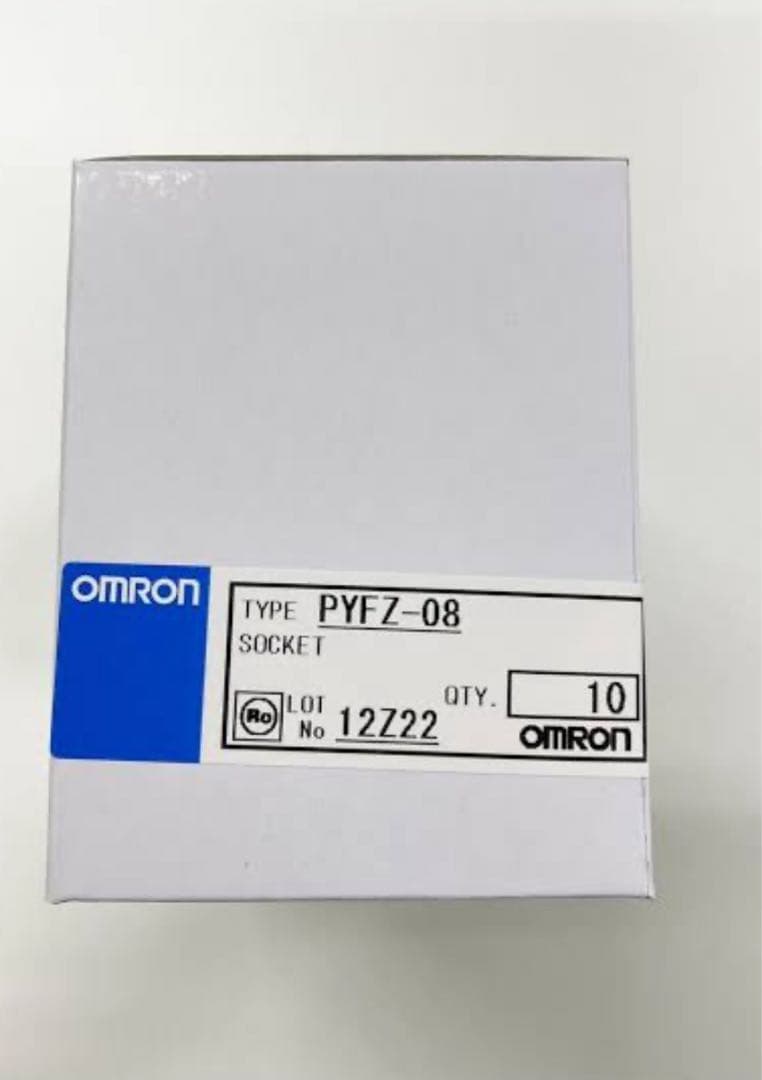 OMRON
TYPE PYFZ-08
SOCKET
QTY. 10
Ro LOT
No 12Z22
OMRON